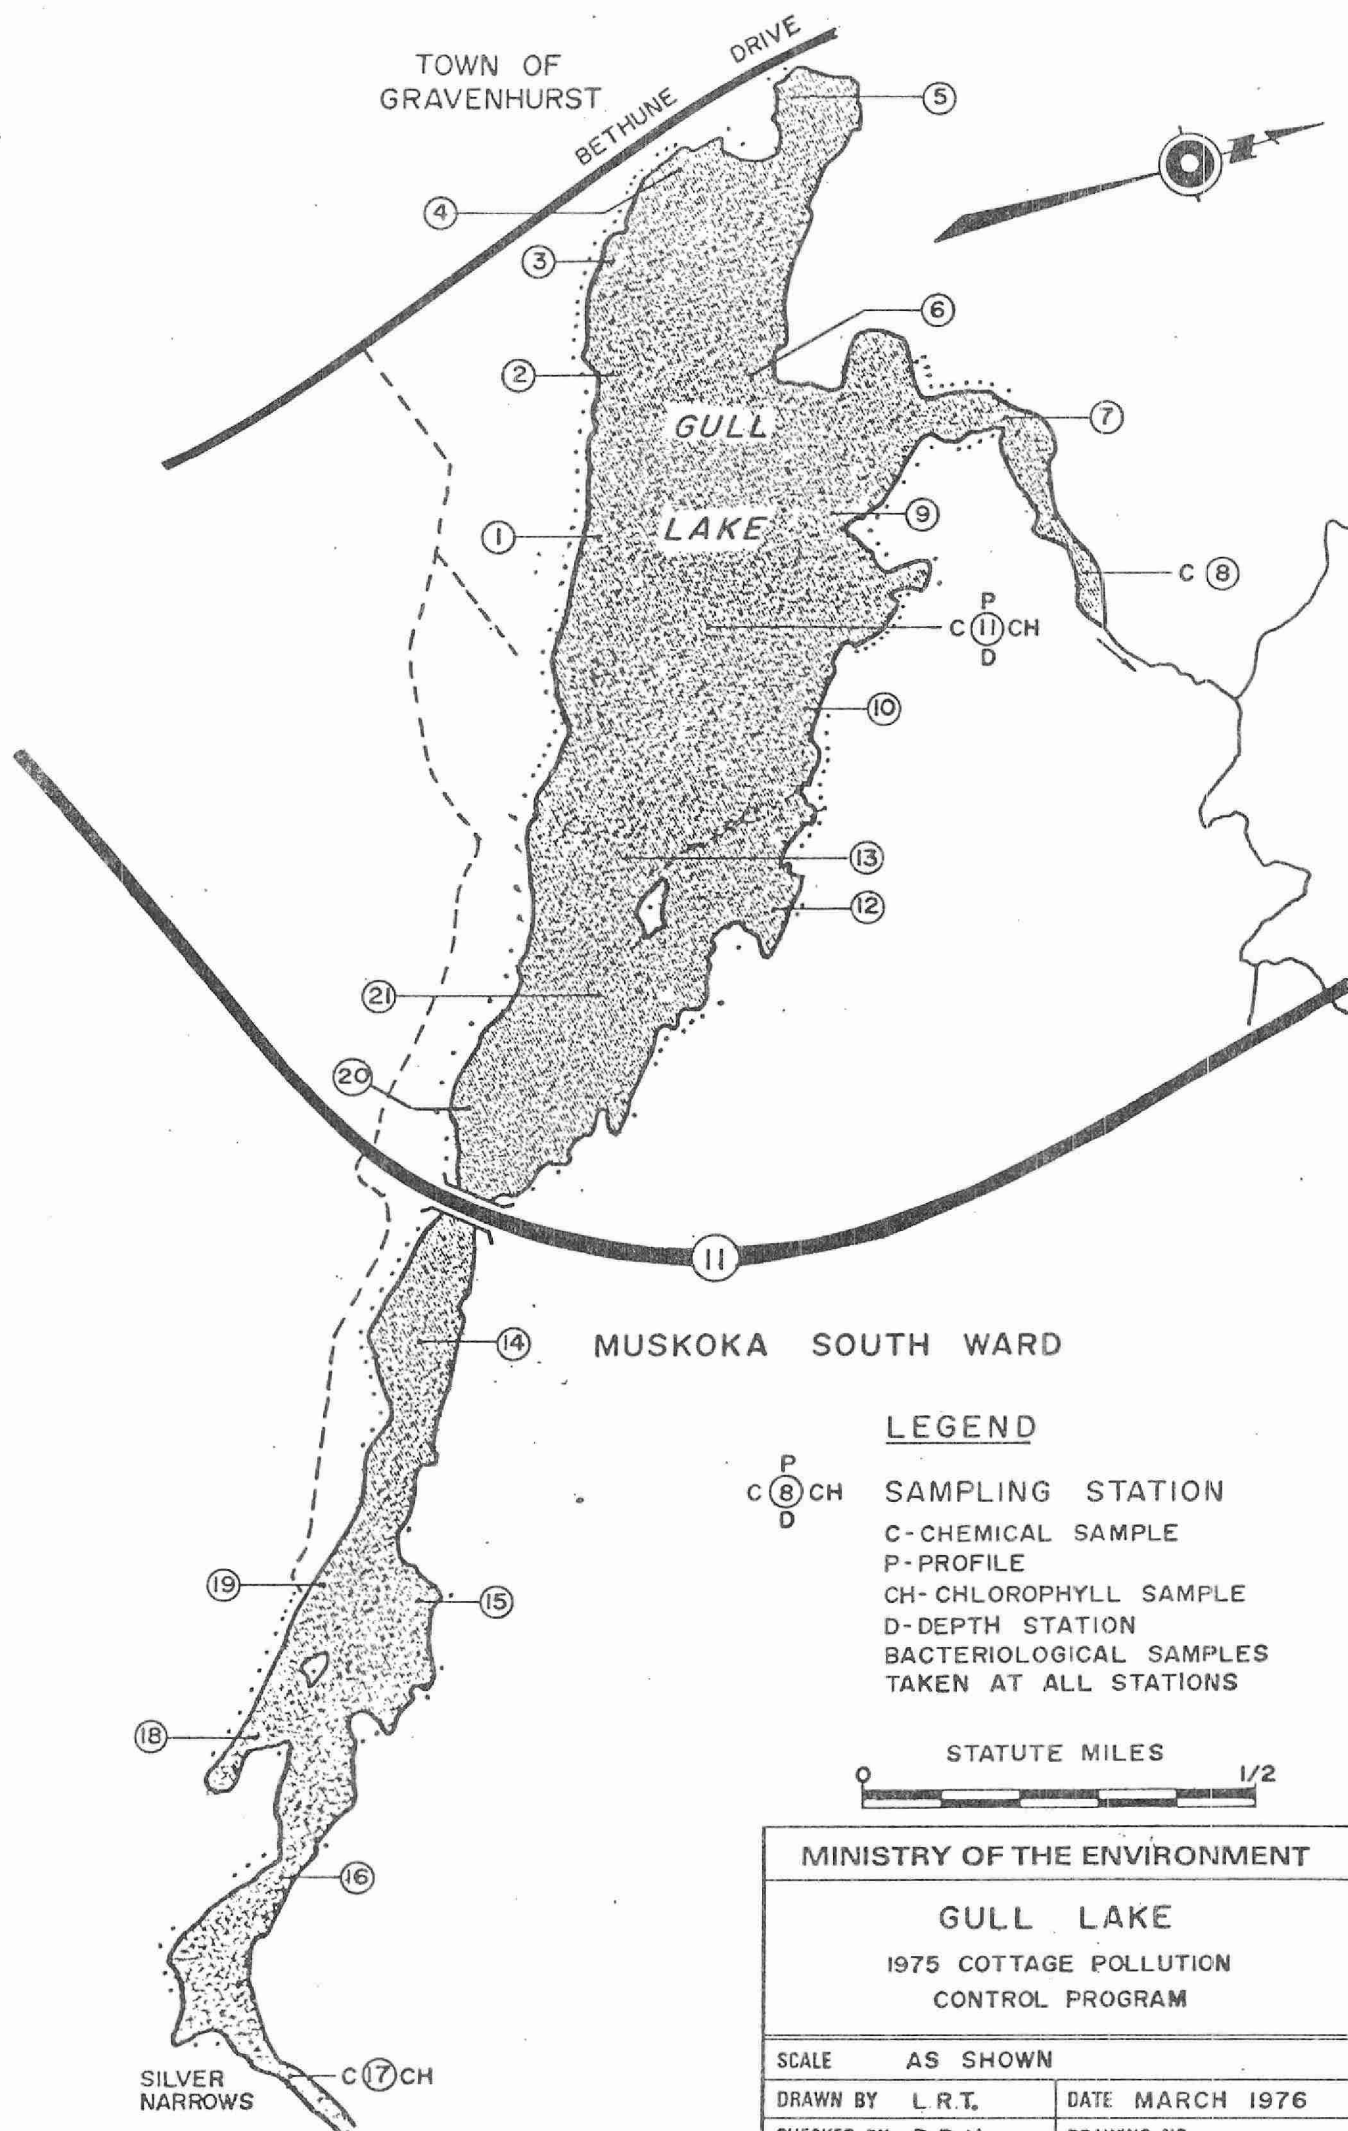 TOWN OF
GRAVENHURST
BETHUNE DRIVE
N
5
4
3
6
2
7
GULL
LAKE
9
1
C 8
P
C 11 CH
D
10
13
12
21
20
11
14
MUSKOKA SOUTH WARD
LEGEND
P
C 8 CH
D
SAMPLING STATION
C-CHEMICAL SAMPLE
P-PROFILE
CH-CHLOROPHYLL SAMPLE
D-DEPTH STATION
BACTERIOLOGICAL SAMPLES
TAKEN AT ALL STATIONS
19
15
18
STATUTE MILES
0 1/2
16
MINISTRY OF THE ENVIRONMENT
GULL LAKE
1975 COTTAGE POLLUTION
CONTROL PROGRAM
SCALE AS SHOWN
DRAWN BY L.R.T.
DATE MARCH 1976
SILVER
NARROWS
C 17 CH